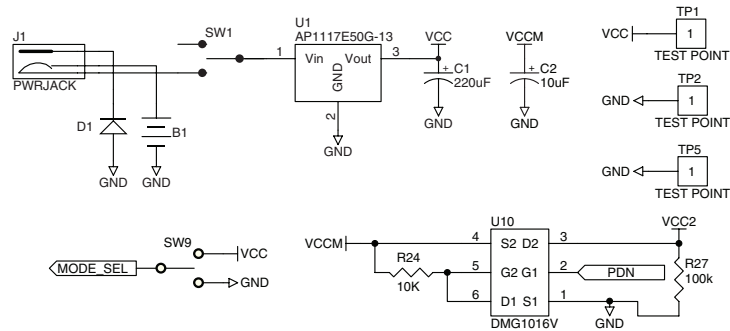 J1
PWRJACK
D1
GND
B1
GND
SW1
U1
AP1117E50G-13
1
Vin
Vout
3
GND
2
GND
VCC
C1
220uF
GND
VCCM
C2
10uF
GND
TP1
VCC
1
TEST POINT
TP2
GND
1
TEST POINT
TP5
GND
1
TEST POINT
SW9
MODE_SEL
VCC
GND
VCCM
R24
10K
U10
4
S2 D2
3
5
G2 G1
2
6
D1 S1
1
DMG1016V
PDN
VCC2
R27
100k
GND